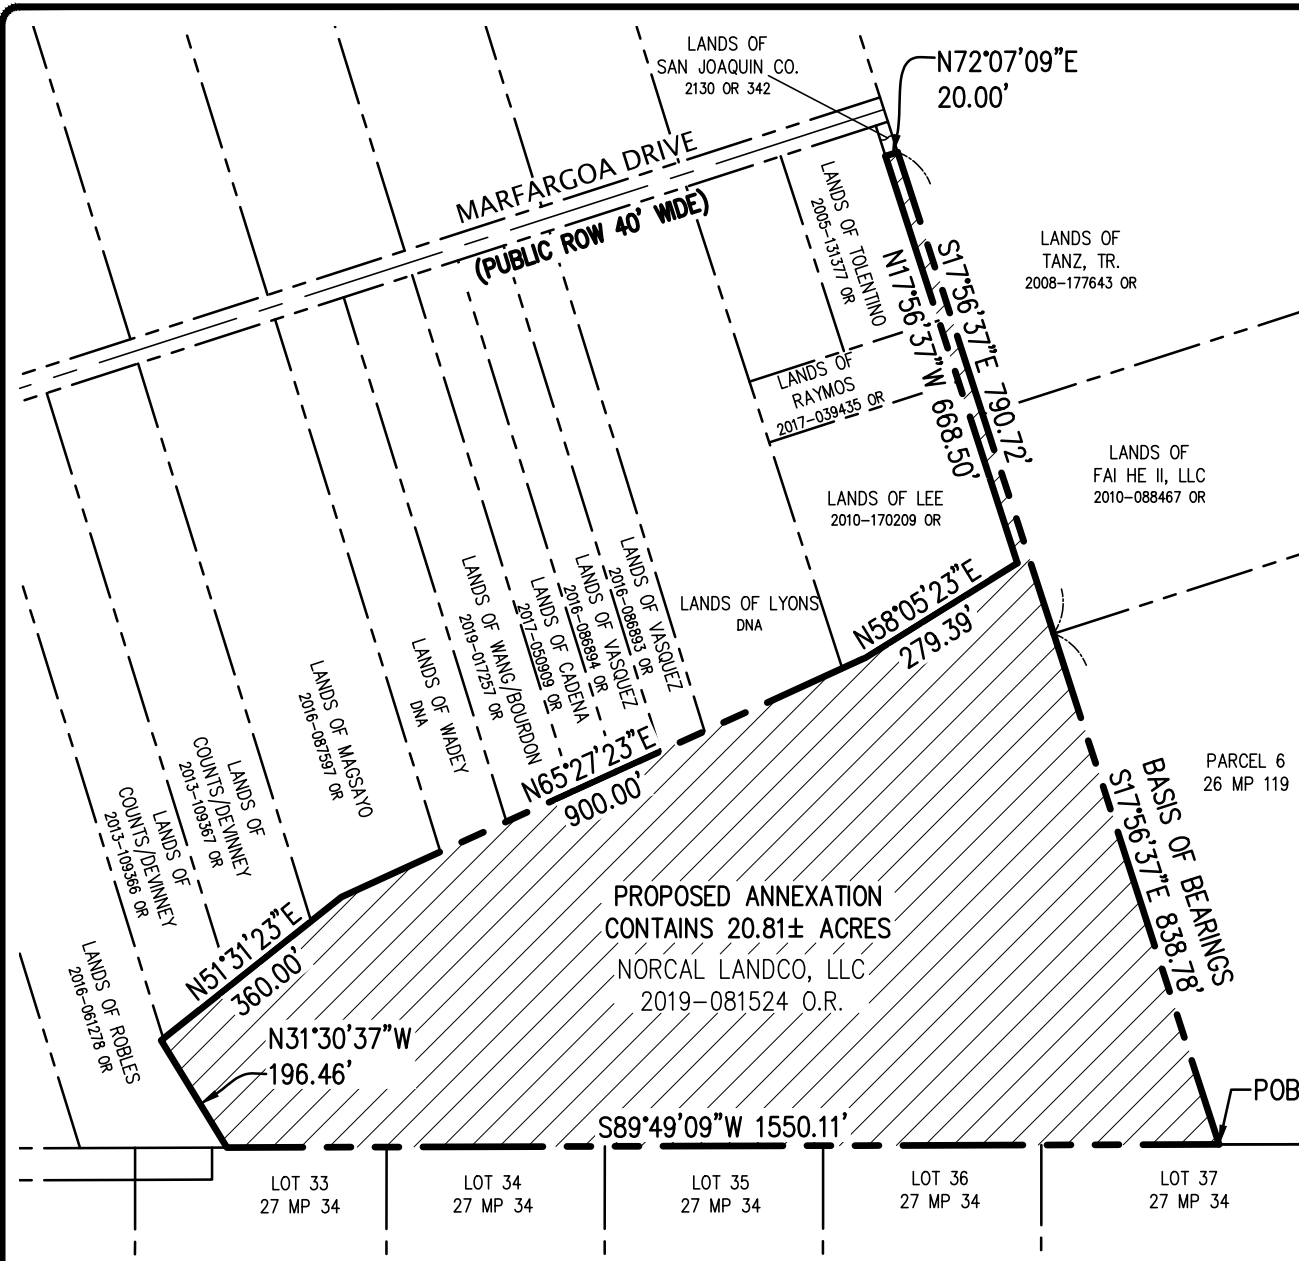 LANDS OF
SAN JOAQUIN CO.
2130 OR 342
N72°07'09"E
20.00'
MARFARGOA DRIVE
(PUBLIC ROW 40' WIDE)
LANDS OF TOLENTINO
2005-131377 OR
N17°56'37"W 668.50'
S17°56'37"E 790.72'
LANDS OF
TANZ, TR.
2008-177643 OR
LANDS OF
RAYMOS
2017-039435 OR
LANDS OF
FAI HE II, LLC
2010-088467 OR
LANDS OF LEE
2010-170209 OR
LANDS OF LYONS
DNA
N58°05'23"E
279.39'
LANDS OF VASQUEZ
2016-086893 OR
LANDS OF VASQUEZ
2016-086894 OR
LANDS OF CADENA
2017-050909 OR
LANDS OF WANG/BOURDON
2019-017257 OR
LANDS OF WADEY
DNA
LANDS OF MAGSAYO
2016-087597 OR
LANDS OF
COUNTS/DEVINNEY
2013-109367 OR
LANDS OF
COUNTS/DEVINNEY
2013-109366 OR
LANDS OF ROBLES
2016-061278 OR
N65°27'23"E
900.00'
PARCEL 6
26 MP 119
BASIS OF BEARINGS
S17°56'37"E 838.78'
PROPOSED ANNEXATION
CONTAINS 20.81± ACRES
NORCAL LANDCO, LLC
2019-081524 O.R.
N51°31'23"E
360.00'
N31°30'37"W
196.46'
POB
S89°49'09"W 1550.11'
LOT 33
27 MP 34
LOT 34
27 MP 34
LOT 35
27 MP 34
LOT 36
27 MP 34
LOT 37
27 MP 34